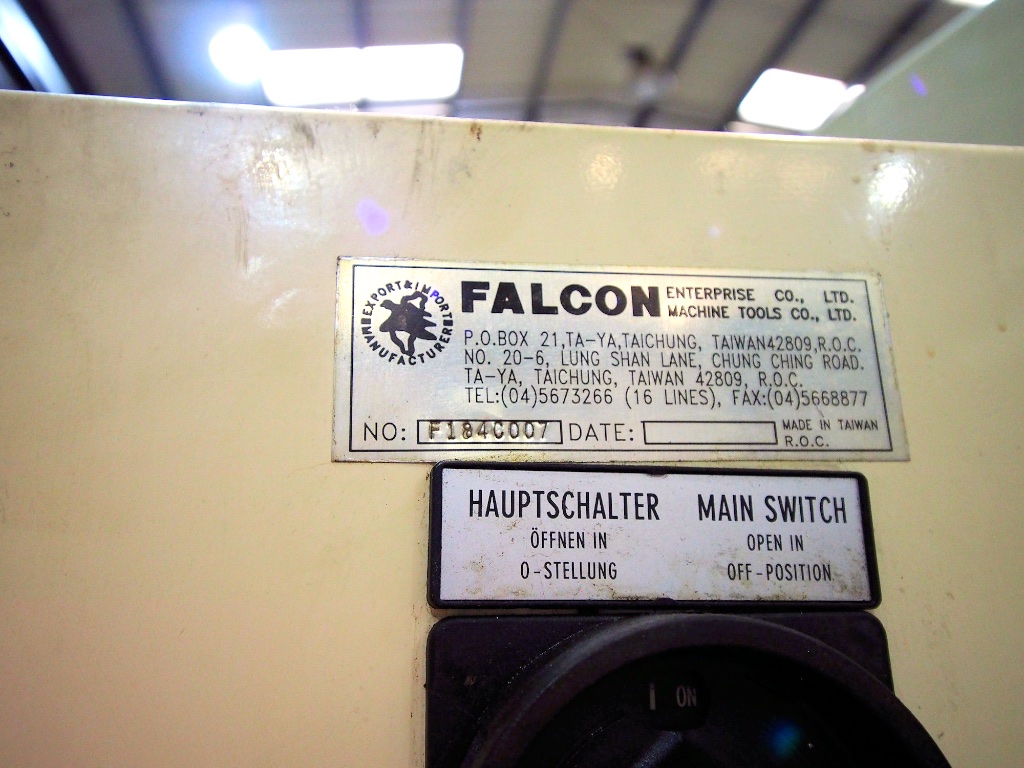 EXPORT & IMPORT
MANUFACTURER
FALCON ENTERPRISE CO., LTD.
MACHINE TOOLS CO., LTD.
P.O.BOX 21,TA-YA,TAICHUNG, TAIWAN42809,R.O.C.
NO. 20-6, LUNG SHAN LANE, CHUNG CHING ROAD.
TA-YA, TAICHUNG, TAIWAN 42809, R.O.C.
TEL:(04)5673266 (16 LINES), FAX:(04)5668877
NO: F184C007 DATE: MADE IN TAIWAN
R.O.C.
HAUPTSCHALTER MAIN SWITCH
ÖFFNEN IN OPEN IN
0-STELLUNG OFF-POSITION
I ON